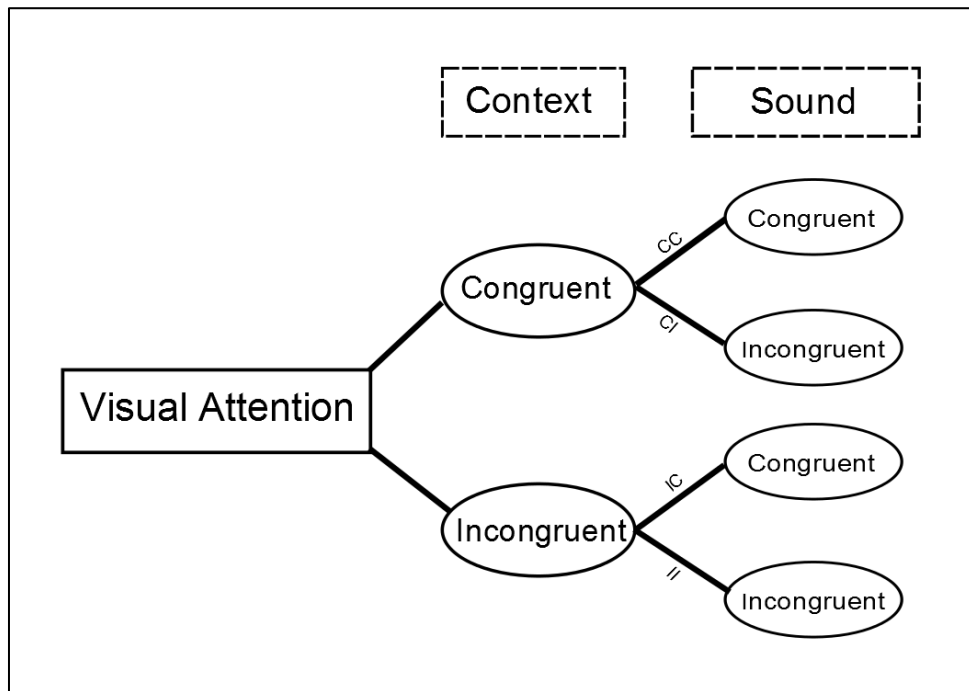 Context
Sound
Congruent
CC
Congruent
CI
Incongruent
Visual Attention
Congruent
IC
Incongruent
II
Incongruent